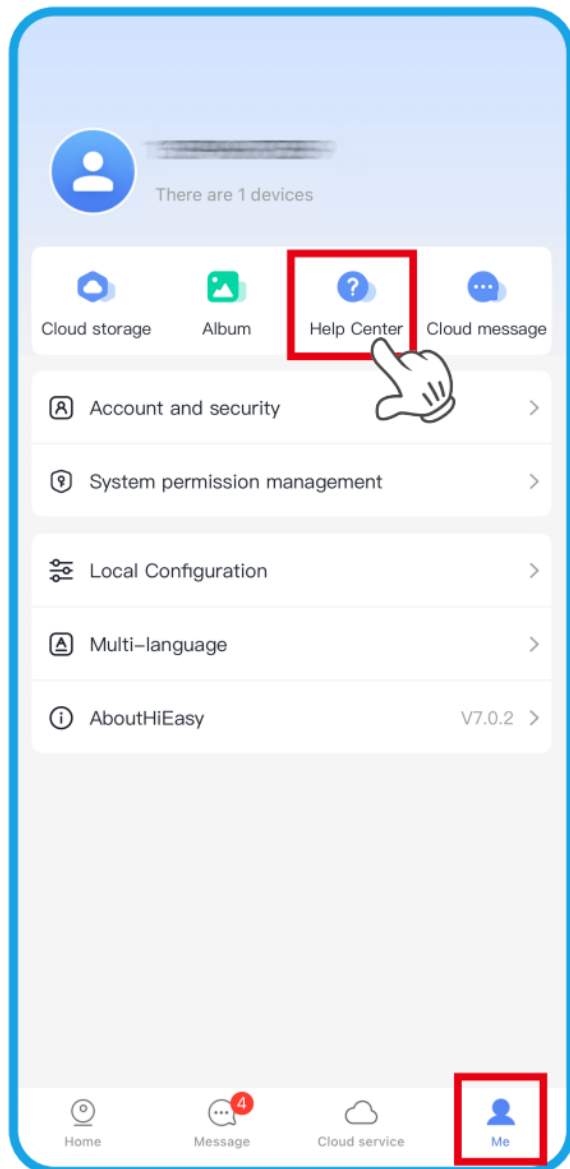 There are 1 devices
Cloud storage
Album
Help Center
Cloud message
Account and security
System permission management
Local Configuration
Multi-language
AboutHiEasy V7.0.2
4
Home
Message
Cloud service
Me